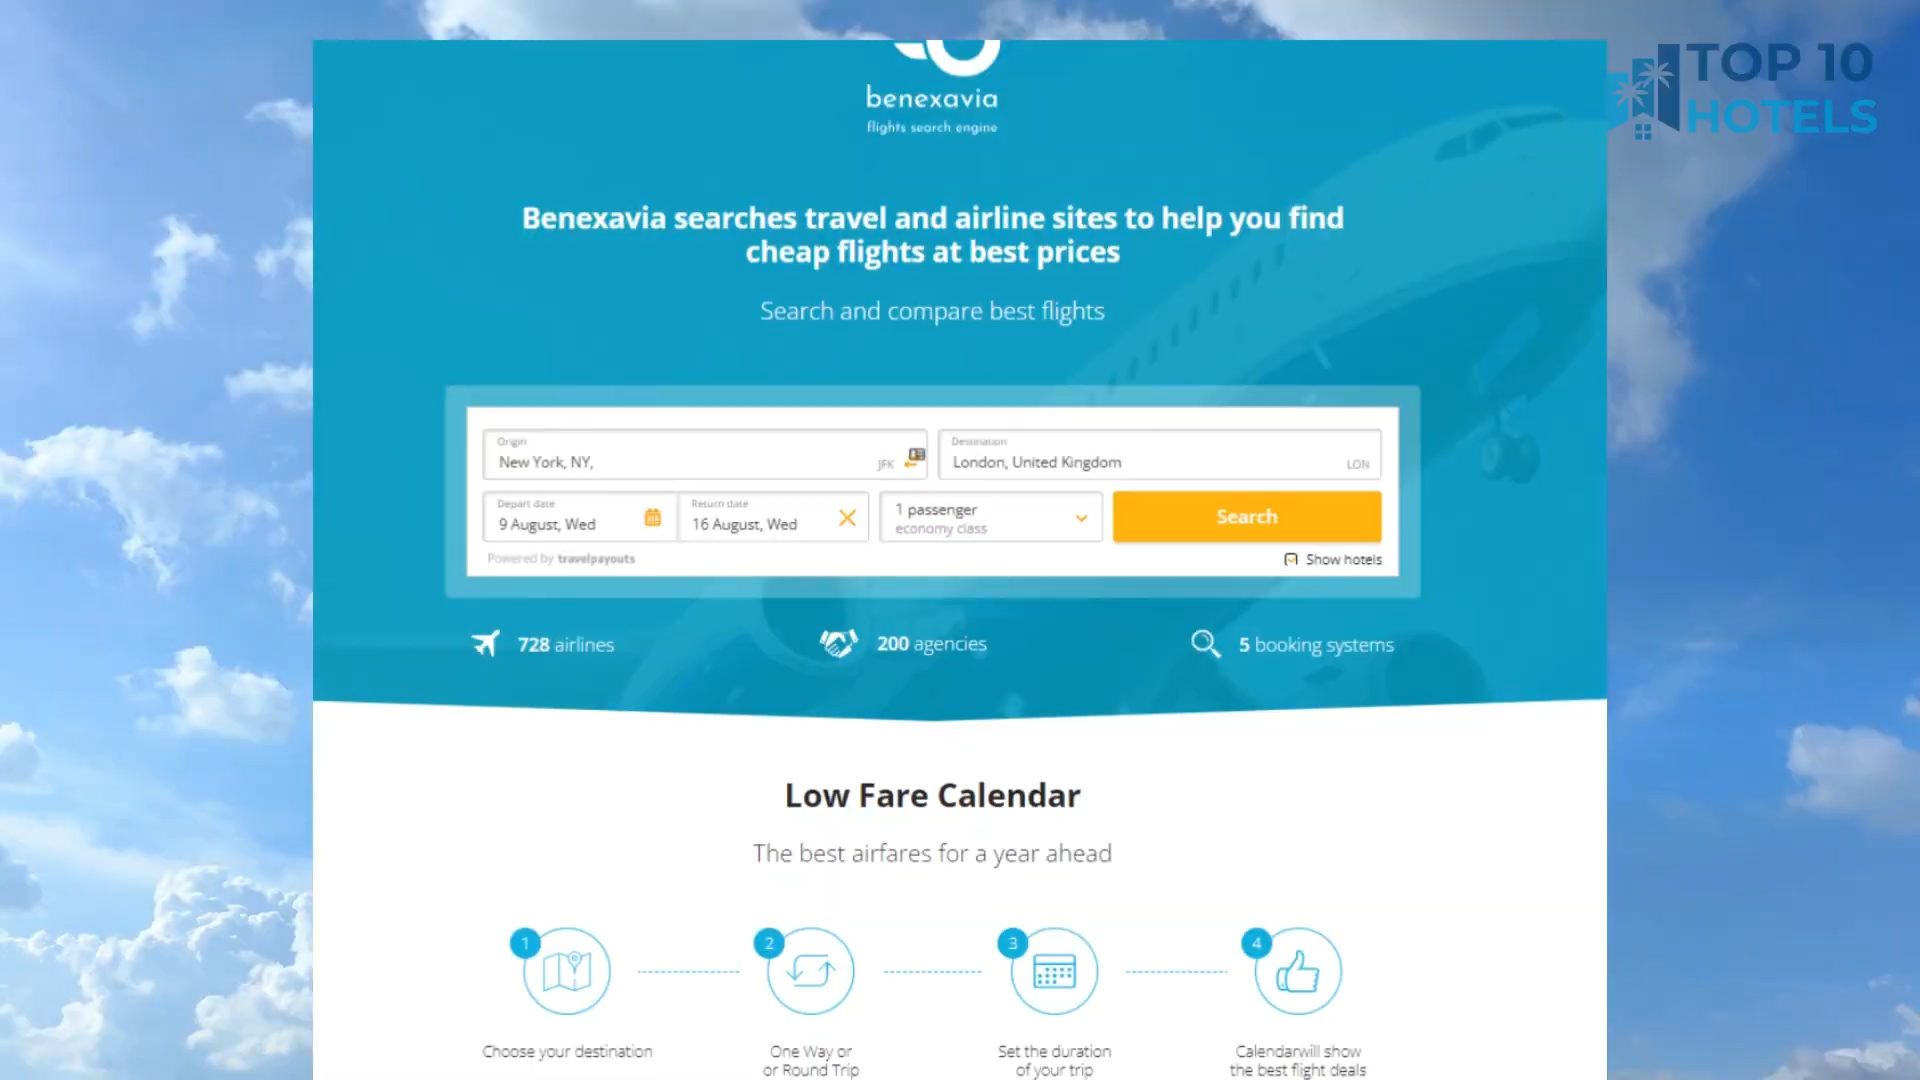 TOP 10
HOTELS
benexavia
flights search engine
Benexavia searches travel and airline sites to help you find
cheap flights at best prices
Search and compare best flights
Origin
New York, NY,
JFK
Destination
London, United Kingdom
LON
Depart date
9 August, Wed
Return date
16 August, Wed
1 passenger
economy class
Search
Powered by travelpayouts
Show hotels
728 airlines
200 agencies
5 booking systems
Low Fare Calendar
The best airfares for a year ahead
1
2
3
4
Choose your destination
One Way or
or Round Trip
Set the duration
of your trip
Calendarwill show
the best flight deals